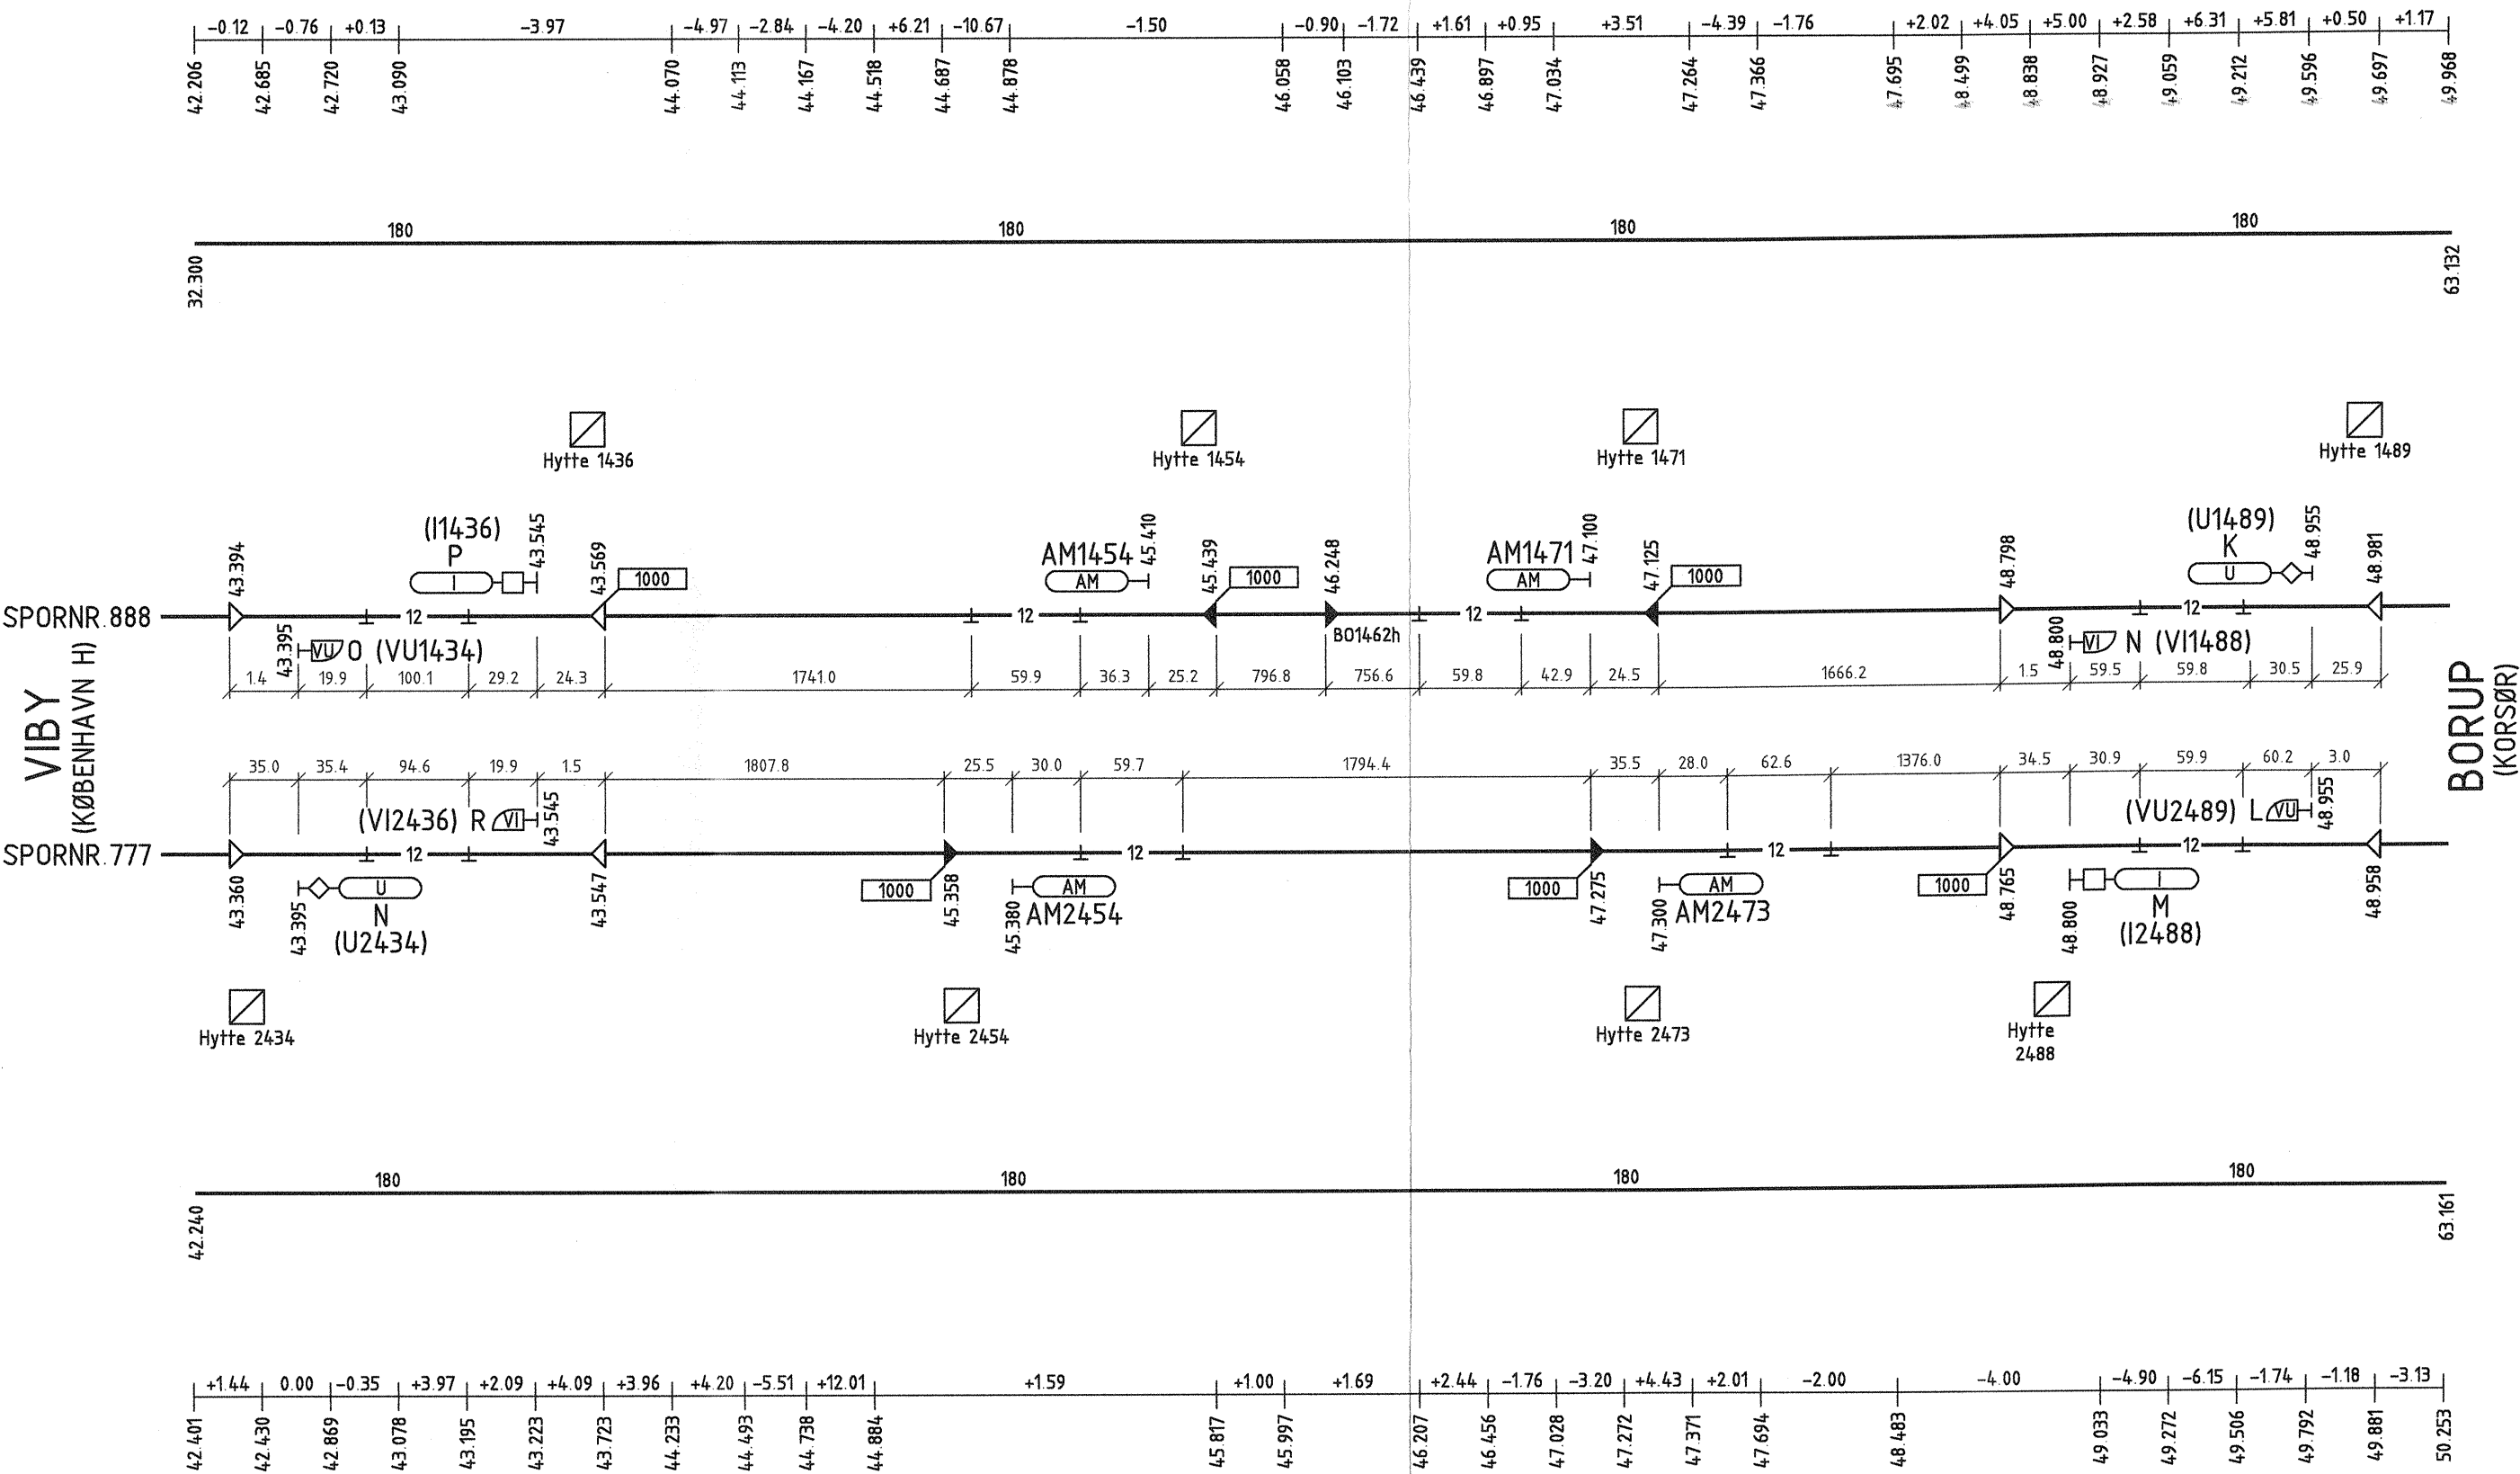 −0.12 −0.76 +0.13 −3.97 −4.97 −2.84 −4.20 +6.21 −10.67 −1.50 −0.90 −1.72 +1.61 +0.95 +3.51 −4.39 −1.76 +2.02 +4.05 +5.00 +2.58 +6.31 +5.81 +0.50 +1.17
42.206 42.685 42.720 43.090 44.070 44.113 44.167 44.518 44.687 44.878 46.058 46.103 46.439 46.897 47.034 47.264 47.366 47.695 48.499 48.838 48.927 49.059 49.212 49.596 49.697 49.968
180 180 180 180
32.300 63.132
Hytte 1436 Hytte 1454 Hytte 1471 Hytte 1489
(I1436) (U1489)
P AM1454 AM1471 K
43.394 43.545 43.569 45.410 45.439 46.248 47.100 47.125 48.798 48.955 48.981
I 1000 AM 1000 AM 1000 U
SPORNR.888 12 12 12 12
BO1462h
43.395 VU O (VU1434) 48.800 VI N (VI1488)
1.4 19.9 100.1 29.2 24.3 1741.0 59.9 36.3 25.2 796.8 756.6 59.8 42.9 24.5 1666.2 1.5 59.5 59.8 30.5 25.9
VIBY
(KØBENHAVN H)
BORUP
(KORSØR)
35.0 35.4 94.6 19.9 1.5 1807.8 25.5 30.0 59.7 1794.4 35.5 28.0 62.6 1376.0 34.5 30.9 59.9 60.2 3.0
(VI2436) R VI 43.545 (VU2489) L VU 48.955
SPORNR.777 12 12 12 12
U 1000 AM 1000 AM 1000 I
43.360 43.395 43.547 45.358 45.380 47.275 47.300 48.765 48.800 48.958
N AM2454 AM2473 M
(U2434) (I2488)
Hytte 2434 Hytte 2454 Hytte 2473 Hytte
2488
180 180 180 180
42.240 63.161
+1.44 0.00 −0.35 +3.97 +2.09 +4.09 +3.96 +4.20 −5.51 +12.01 +1.59 +1.00 +1.69 +2.44 −1.76 −3.20 +4.43 +2.01 −2.00 −4.00 −4.90 −6.15 −1.74 −1.18 −3.13
42.401 42.430 42.869 43.078 43.195 43.223 43.723 44.233 44.493 44.738 44.884 45.817 45.997 46.207 46.456 47.028 47.272 47.371 47.694 48.483 49.033 49.272 49.506 49.792 49.881 50.253